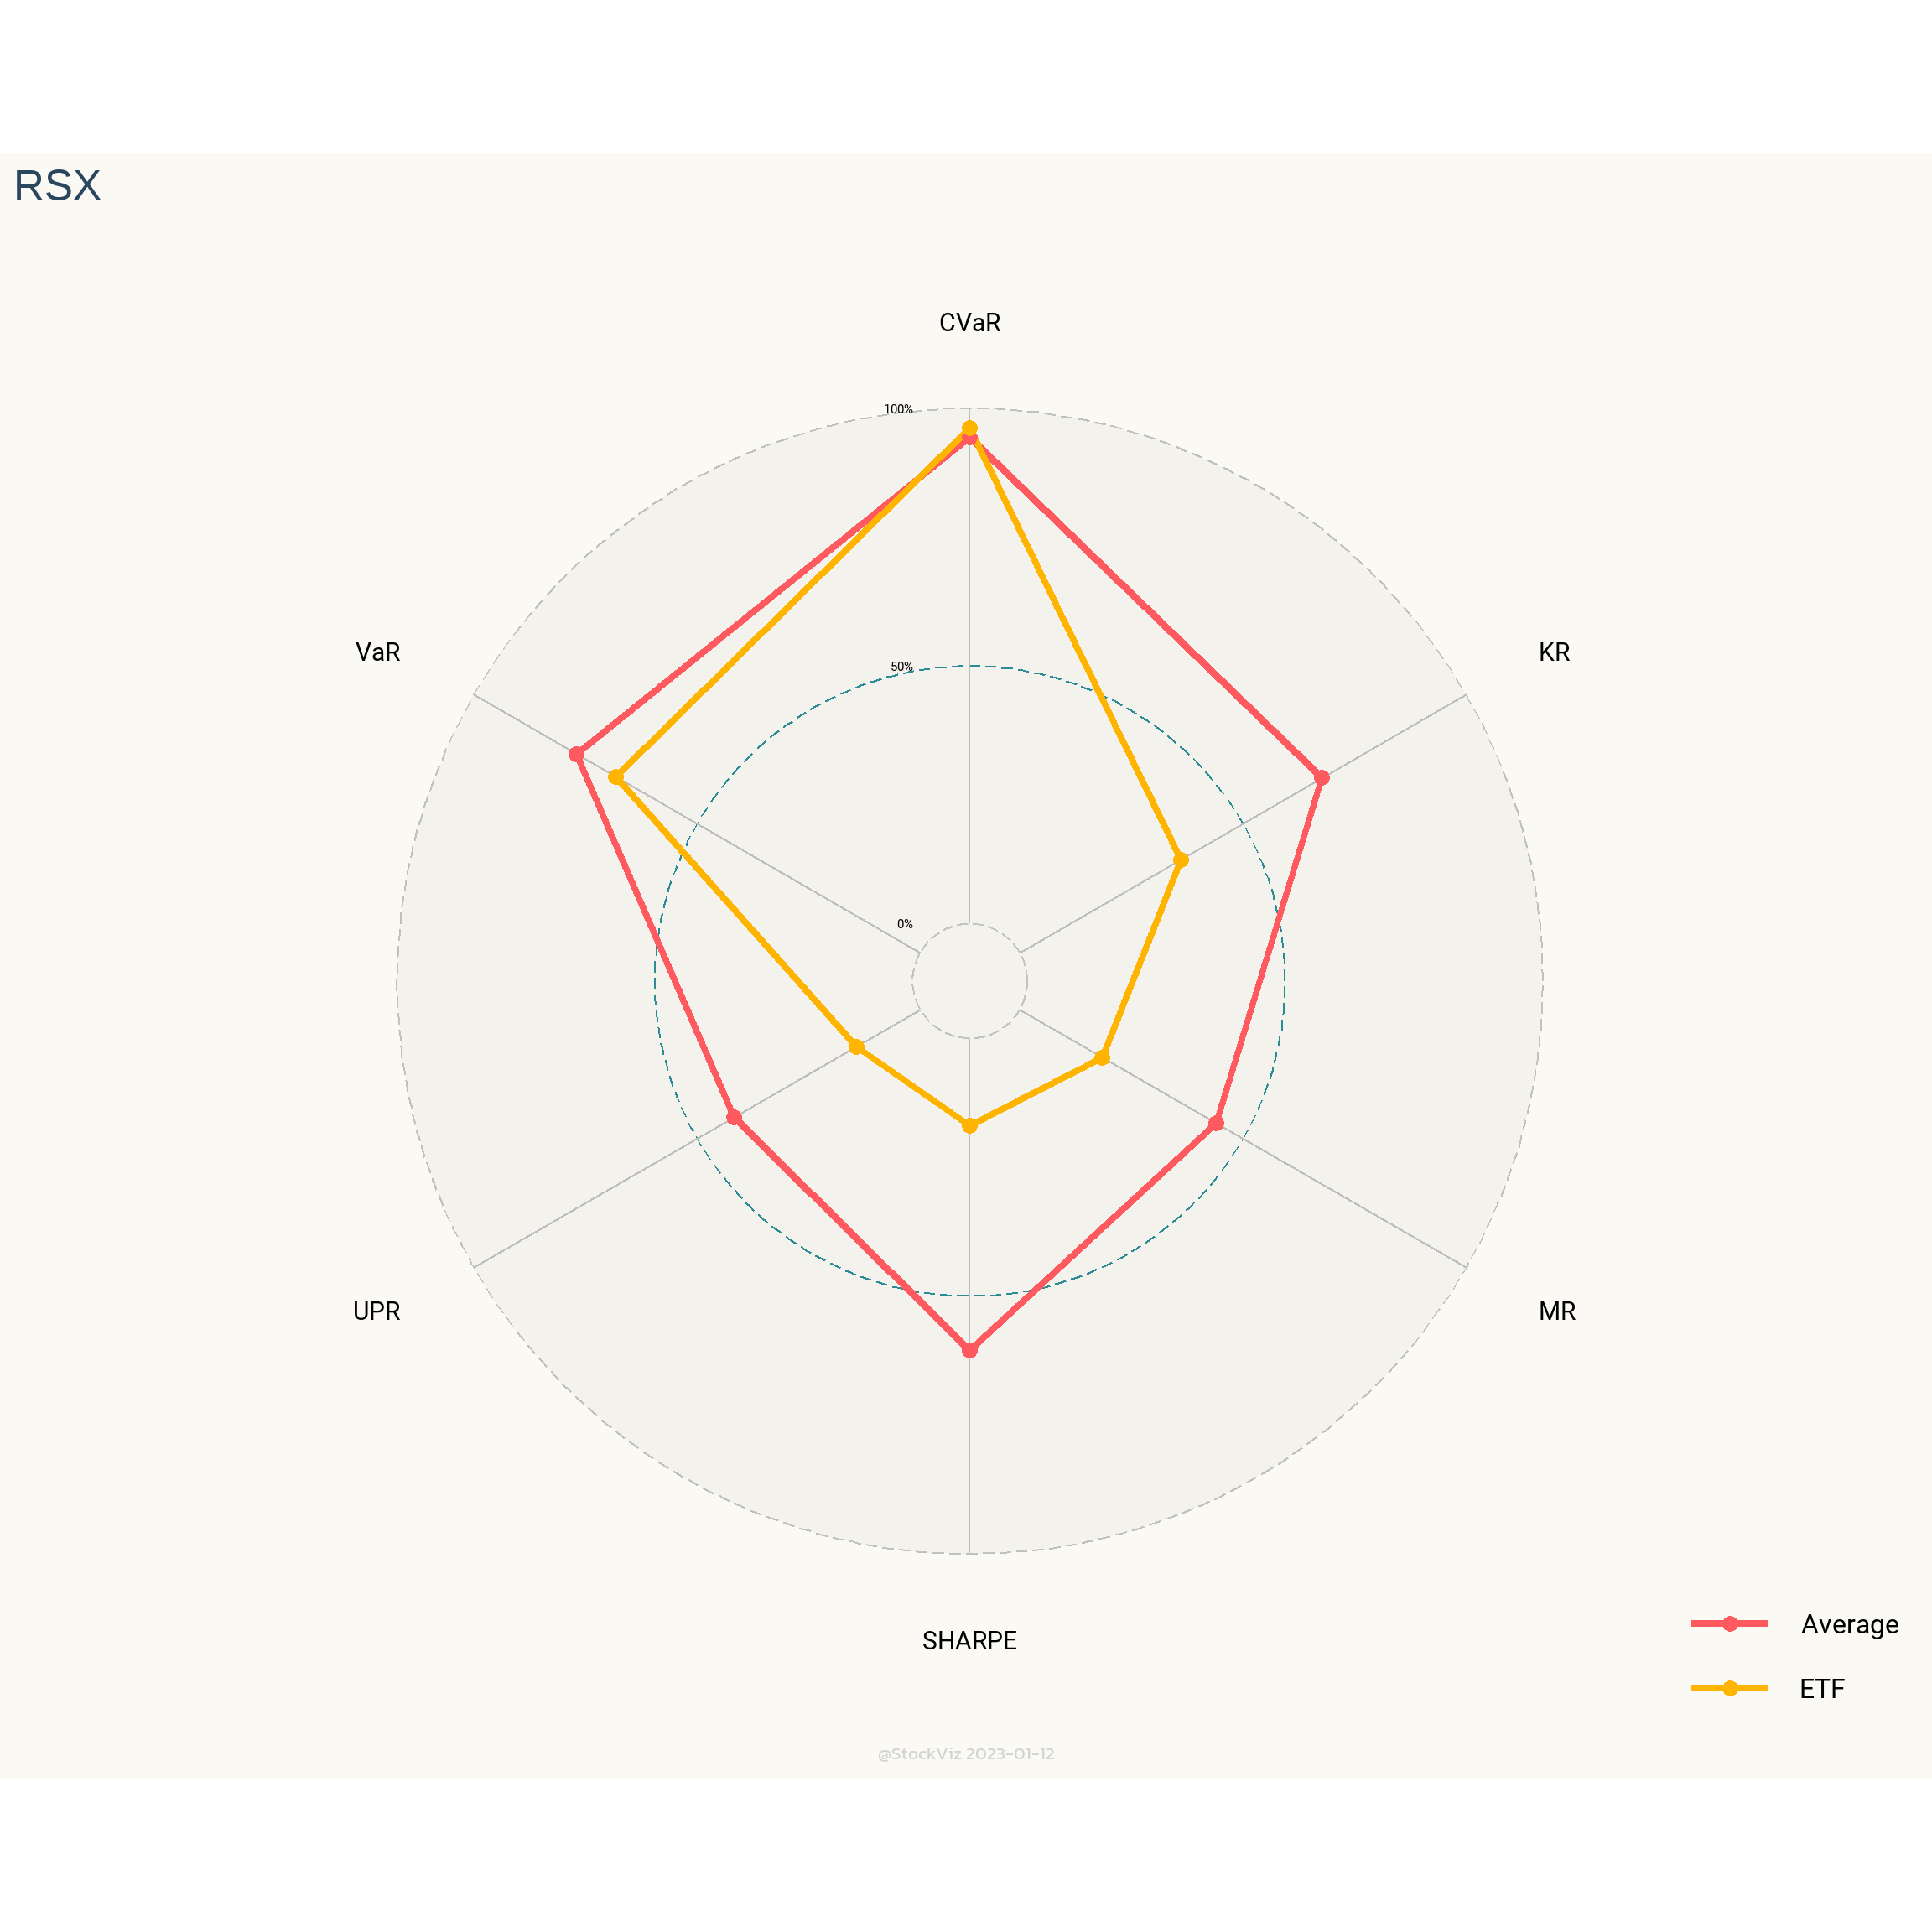 RSX
CVaR
100%
VaR
KR
50%
0%
UPR
MR
SHARPE
Average
ETF
@StockViz 2023-01-12